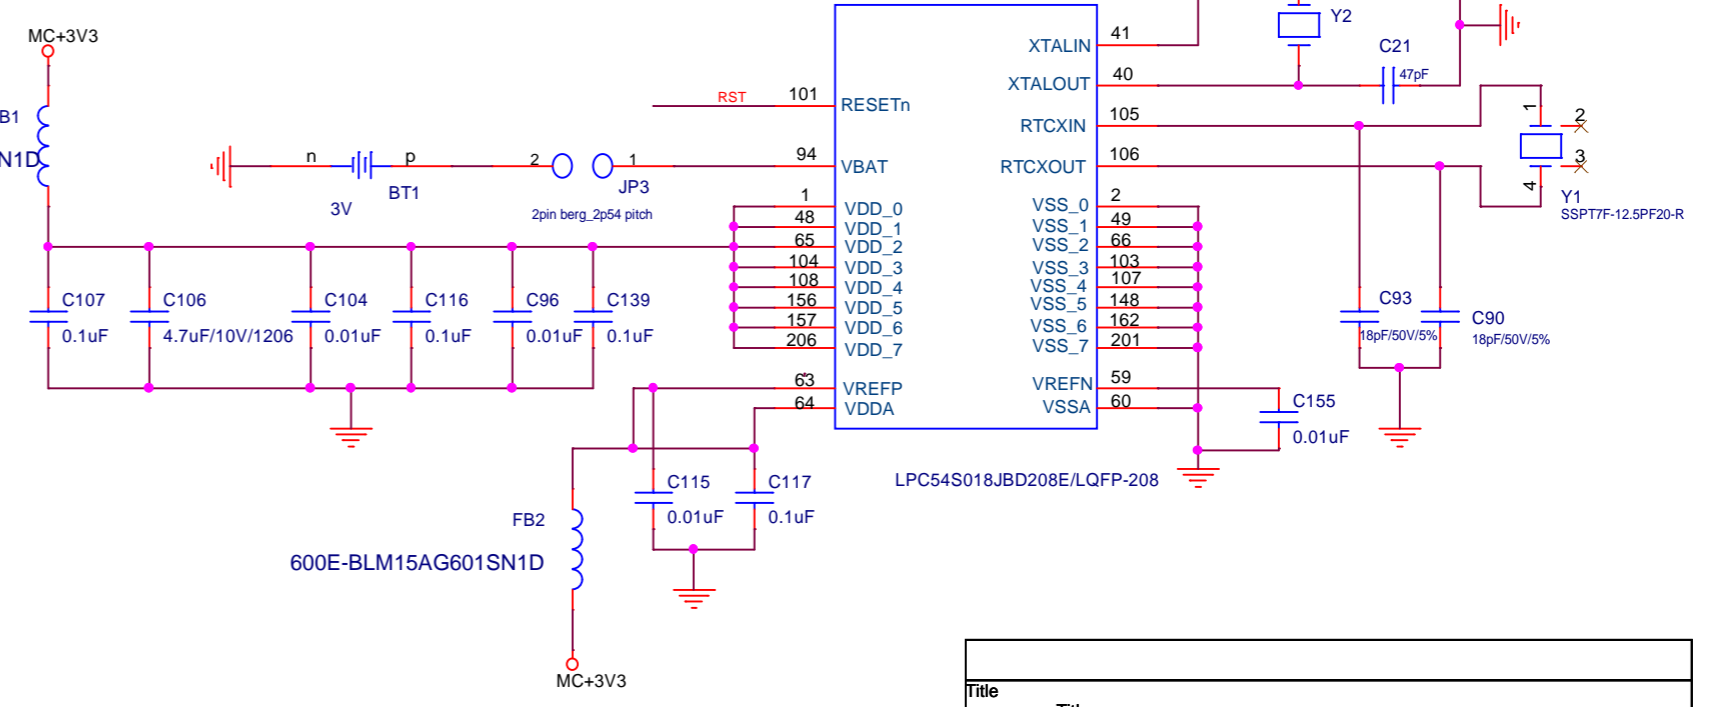 MC+3V3
B1
N1D
RST
101
RESETn
n
p
BT1
3V
2
1
JP3
2pin berg_2p54 pitch
94
VBAT
1
VDD_0
48
VDD_1
65
VDD_2
104
VDD_3
108
VDD_4
156
VDD_5
157
VDD_6
206
VDD_7
63
VREFP
64
VDDA
C107
0.1uF
C106
4.7uF/10V/1206
C104
0.01uF
C116
0.1uF
C96
0.01uF
C139
0.1uF
C115
0.01uF
C117
0.1uF
FB2
600E-BLM15AG601SN1D
MC+3V3
XTALIN
41
XTALOUT
40
RTCXIN
105
RTCXOUT
106
VSS_0
2
VSS_1
49
VSS_2
66
VSS_3
103
VSS_4
107
VSS_5
148
VSS_6
162
VSS_7
201
VREFN
59
VSSA
60
LPC54S018JBD208E/LQFP-208
C155
0.01uF
Y2
C21
47pF
1
2
3
4
Y1
SSPT7F-12.5PF20-R
C93
18pF/50V/5%
C90
18pF/50V/5%
Title